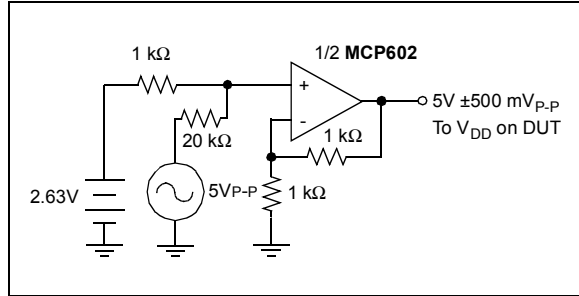 1/2 MCP602
1 kΩ
+
-
5V ±500 mVP-P
To VDD on DUT
20 kΩ
1 kΩ
2.63V
5VP-P
1 kΩ